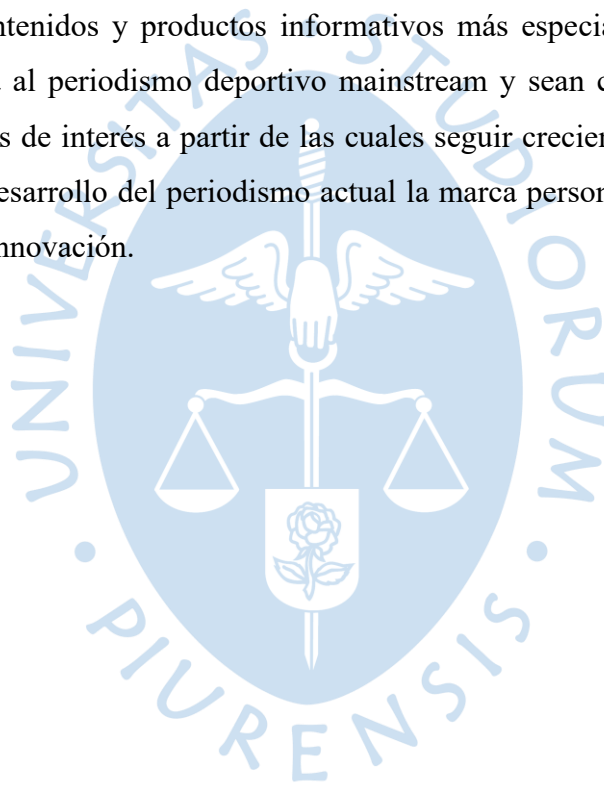 ntenidos y productos informativos más especia
al periodismo deportivo mainstream y sean c
s de interés a partir de las cuales seguir crecien
esarrollo del periodismo actual la marca person
nnovación.
UNIVERSITAS STUDIORUM
PIURENSIS